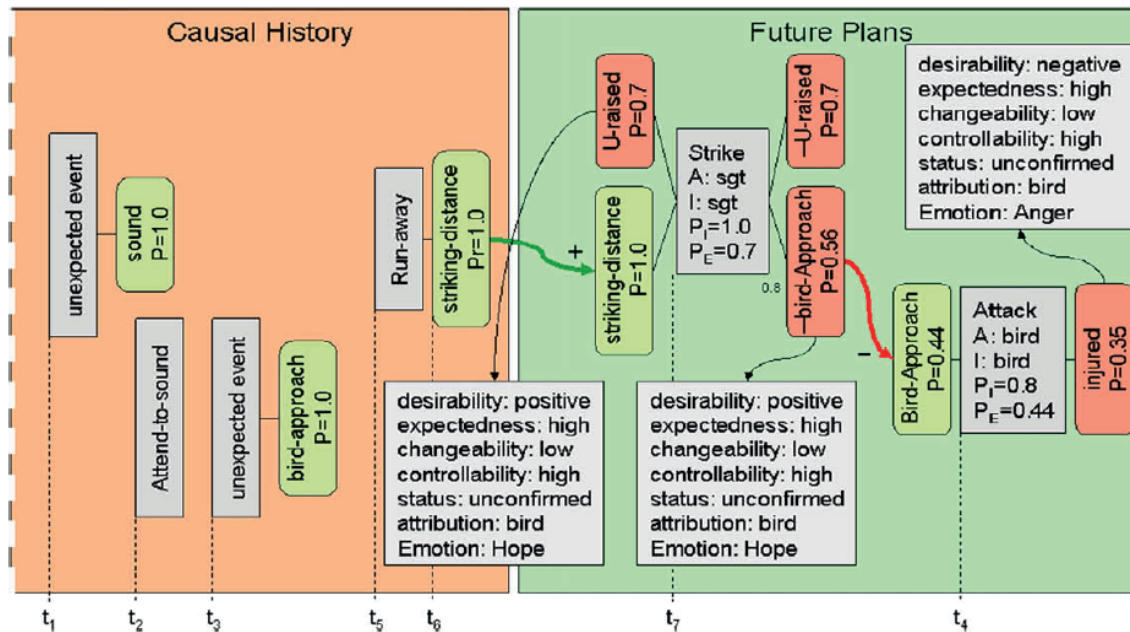 Causal History
Future Plans
unexpected event
sound
P=1.0
Attend-to-sound
unexpected event
bird-approach
P=1.0
Run-away
striking-distance
Pr=1.0
+
U-raised
P=0.7
striking-distance
P=1.0
Strike
A: sgt
I: sgt
P_I=1.0
P_E=0.7
¬U-raised
P=0.7
¬bird-Approach
P=0.56
0.8
−
Bird-Approach
P=0.44
Attack
A: bird
I: bird
P_I=0.8
P_E=0.44
injured
P=0.35
desirability: negative
expectedness: high
changeability: low
controllability: high
status: unconfirmed
attribution: bird
Emotion: Anger
desirability: positive
expectedness: high
changeability: low
controllability: high
status: unconfirmed
attribution: bird
Emotion: Hope
desirability: positive
expectedness: high
changeability: low
controllability: high
status: unconfirmed
attribution: bird
Emotion: Hope
t1
t2
t3
t5
t6
t7
t4